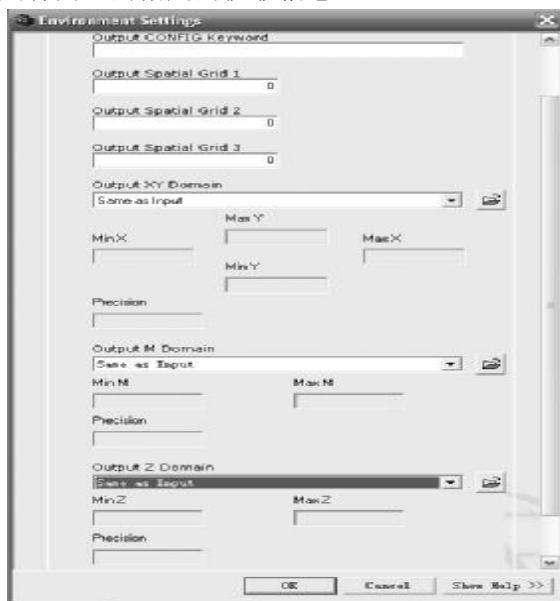 Environment Settings
Output CONFIG Keyword
Output Spatial Grid 1
0
Output Spatial Grid 2
0
Output Spatial Grid 3
0
Output XY Domain
Same as Input
Max Y
Min X
Max X
Min Y
Precision
Output M Domain
Same as Input
Min M
Max M
Precision
Output Z Domain
Same as Input
Min Z
Max Z
Precision
OK
Cancel
Show Help >>